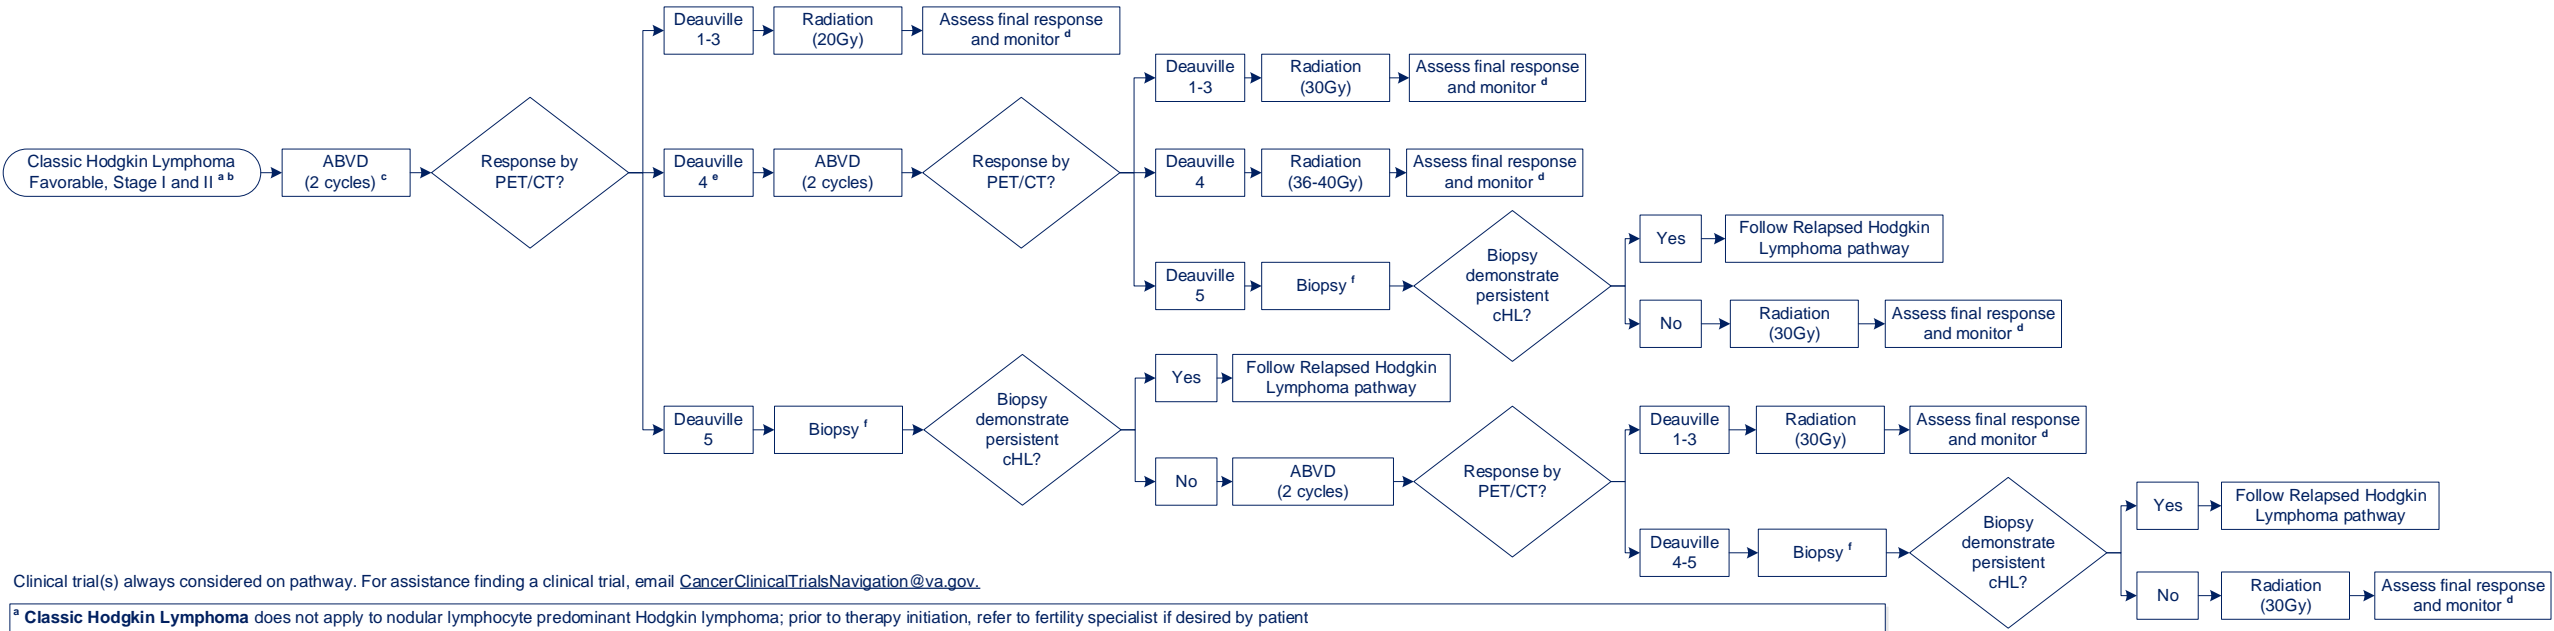 Classic Hodgkin Lymphoma
Favorable, Stage I and II a b
ABVD
(2 cycles) c
Response by
PET/CT?
Deauville
1-3
Radiation
(20Gy)
Assess final response
and monitor d
Deauville
4 e
ABVD
(2 cycles)
Response by
PET/CT?
Deauville
1-3
Radiation
(30Gy)
Assess final response
and monitor d
Deauville
4
Radiation
(36-40Gy)
Assess final response
and monitor d
Deauville
5
Biopsy f
Biopsy
demonstrate
persistent
cHL?
Yes
Follow Relapsed Hodgkin
Lymphoma pathway
No
Radiation
(30Gy)
Assess final response
and monitor d
Deauville
5
Biopsy f
Biopsy
demonstrate
persistent
cHL?
Yes
Follow Relapsed Hodgkin
Lymphoma pathway
No
ABVD
(2 cycles)
Response by
PET/CT?
Deauville
1-3
Radiation
(30Gy)
Assess final response
and monitor d
Deauville
4-5
Biopsy f
Biopsy
demonstrate
persistent
cHL?
Yes
Follow Relapsed Hodgkin
Lymphoma pathway
No
Radiation
(30Gy)
Assess final response
and monitor d
Clinical trial(s) always considered on pathway. For assistance finding a clinical trial, email CancerClinicalTrialsNavigation@va.gov.
a Classic Hodgkin Lymphoma does not apply to nodular lymphocyte predominant Hodgkin lymphoma; prior to therapy initiation, refer to fertility specialist if desired by patient